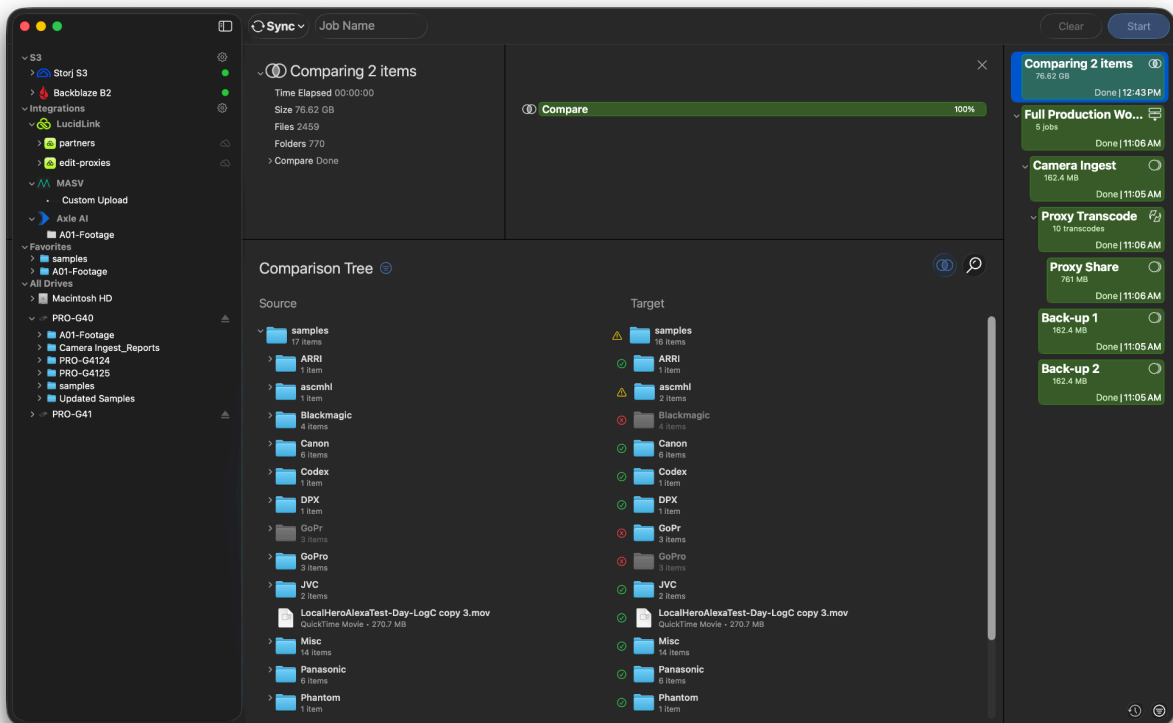 Sync
Job Name
Clear
Start
S3
Storj S3
Backblaze B2
Integrations
LucidLink
partners
edit-proxies
MASV
Custom Upload
Axle AI
A01-Footage
Favorites
samples
A01-Footage
All Drives
Macintosh HD
PRO-G40
A01-Footage
Camera Ingest_Reports
PRO-G4124
PRO-G4125
samples
Updated Samples
PRO-G41
Comparing 2 items
Time Elapsed 00:00:00
Size 76.62 GB
Files 2459
Folders 770
Compare Done
Compare
100%
Comparison Tree
Source
Target
samples
17 items
samples
16 items
ARRI
1 item
ARRI
1 item
ascmhl
1 item
ascmhl
2 items
Blackmagic
4 items
Blackmagic
4 items
Canon
6 items
Canon
6 items
Codex
1 item
Codex
1 item
DPX
1 item
DPX
1 item
GoPr
3 items
GoPr
3 items
GoPro
3 items
GoPro
3 items
JVC
2 items
JVC
2 items
LocalHeroAlexaTest-Day-LogC copy 3.mov
QuickTime Movie • 270.7 MB
LocalHeroAlexaTest-Day-LogC copy 3.mov
QuickTime Movie • 270.7 MB
Misc
14 items
Misc
14 items
Panasonic
6 items
Panasonic
6 items
Phantom
1 item
Phantom
1 item
Comparing 2 items
76.62 GB
Done | 12:43 PM
Full Production Wo...
5 jobs
Done | 11:06 AM
Camera Ingest
162.4 MB
Done | 11:05 AM
Proxy Transcode
10 transcodes
Done | 11:06 AM
Proxy Share
761 MB
Done | 11:06 AM
Back-up 1
162.4 MB
Done | 11:05 AM
Back-up 2
162.4 MB
Done | 11:05 AM